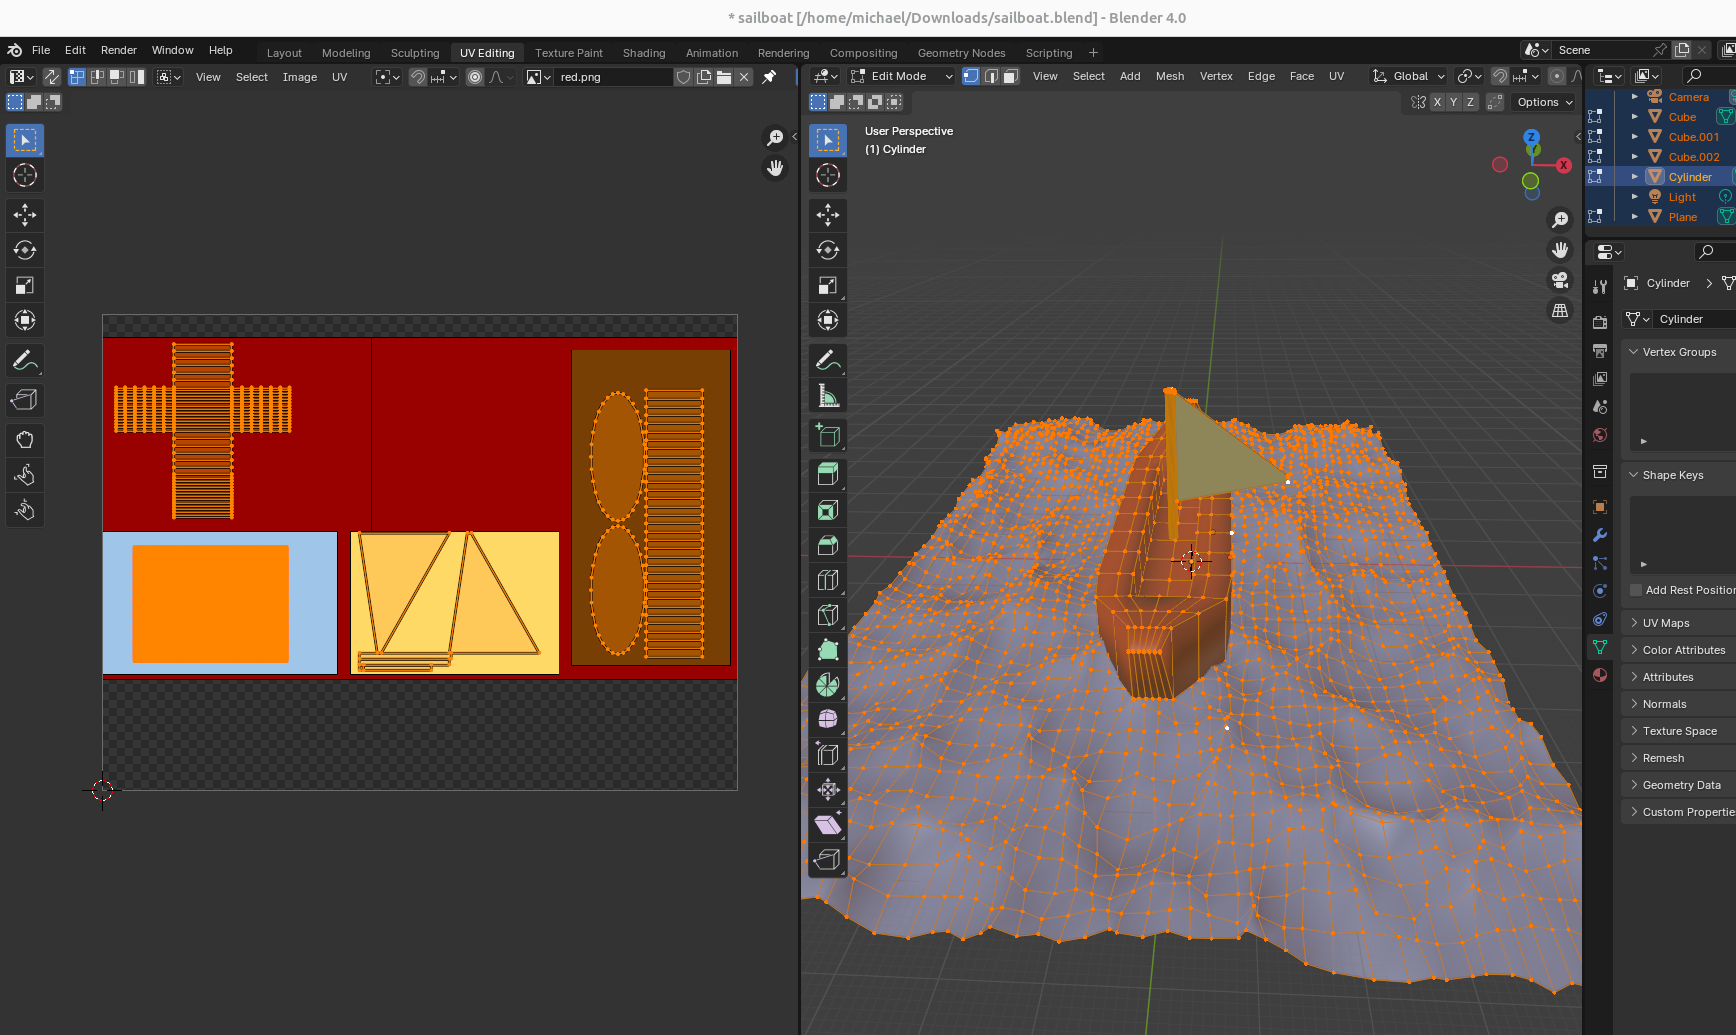 * sailboat [/home/michael/Downloads/sailboat.blend] - Blender 4.0
File Edit Render Window Help Layout Modeling Sculpting UV Editing Texture Paint Shading Animation Rendering Compositing Geometry Nodes Scripting + Scene
View Select Image UV red.png
Edit Mode View Select Add Mesh Vertex Edge Face UV Global
X Y Z Options
User Perspective
(1) Cylinder
Z
X
Camera
Cube
Cube.001
Cube.002
Cylinder
Light
Plane
Cylinder
Cylinder
Vertex Groups
Shape Keys
Add Rest Position
UV Maps
Color Attributes
Attributes
Normals
Texture Space
Remesh
Geometry Data
Custom Propertie